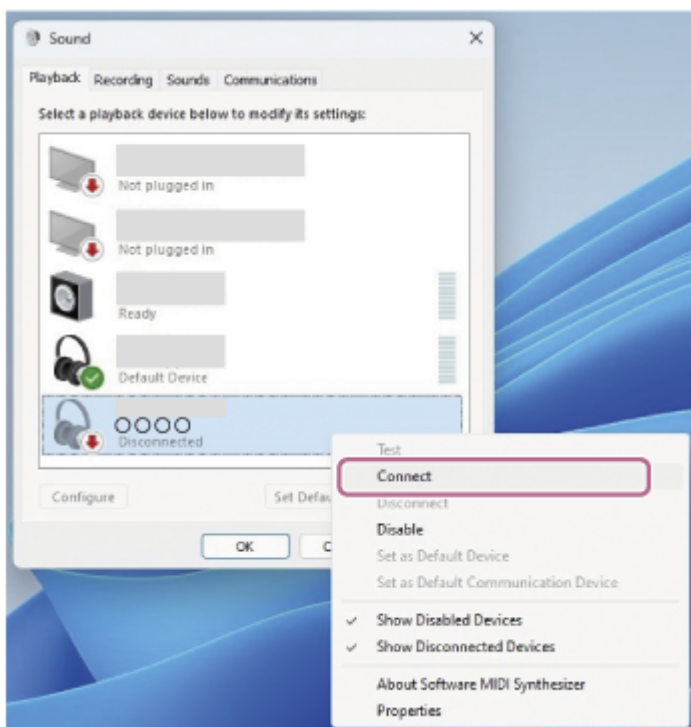 Sound
Playback Recording Sounds Communications
Select a playback device below to modify its settings:
Not plugged in
Not plugged in
Ready
Default Device
○○○○
Disconnected
Configure
Set Defau
OK
C
Test
Connect
Disconnect
Disable
Set as Default Device
Set as Default Communication Device
Show Disabled Devices
Show Disconnected Devices
About Software MIDI Synthesizer
Properties